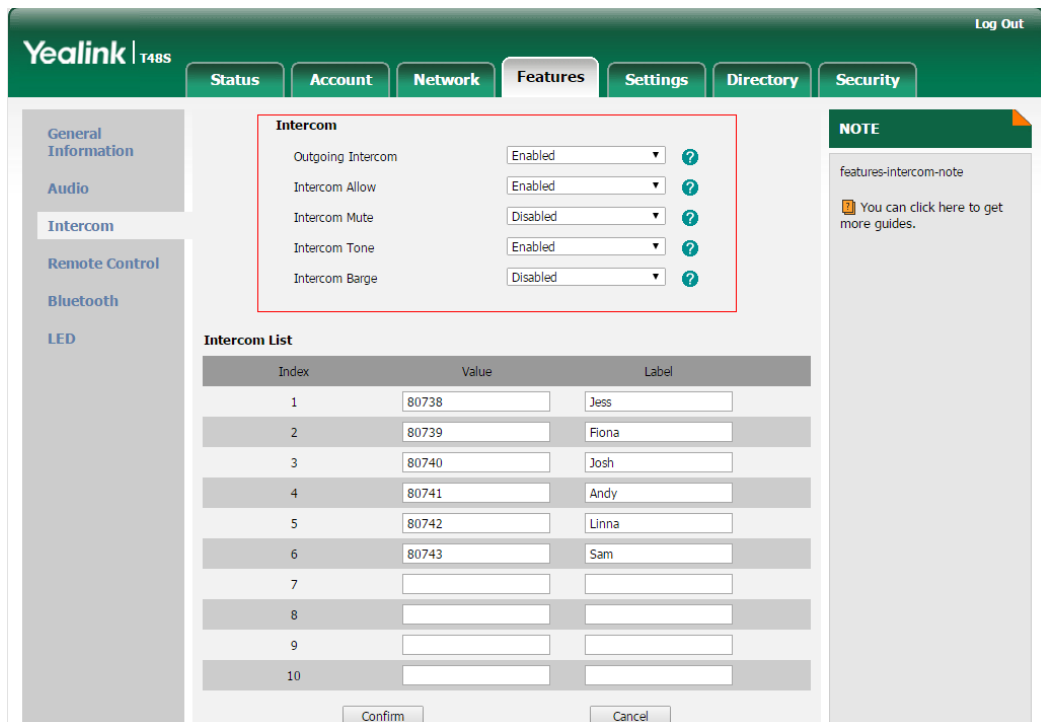 Log Out
Yealink | T48S
Status Account Network Features Settings Directory Security
General
Information
Audio
Intercom
Remote Control
Bluetooth
LED
Intercom
Outgoing Intercom Enabled ?
Intercom Allow Enabled ?
Intercom Mute Disabled ?
Intercom Tone Enabled ?
Intercom Barge Disabled ?
Intercom List
Index Value Label
1 80738 Jess
2 80739 Fiona
3 80740 Josh
4 80741 Andy
5 80742 Linna
6 80743 Sam
7
8
9
10
Confirm Cancel
NOTE
features-intercom-note
? You can click here to get
more guides.